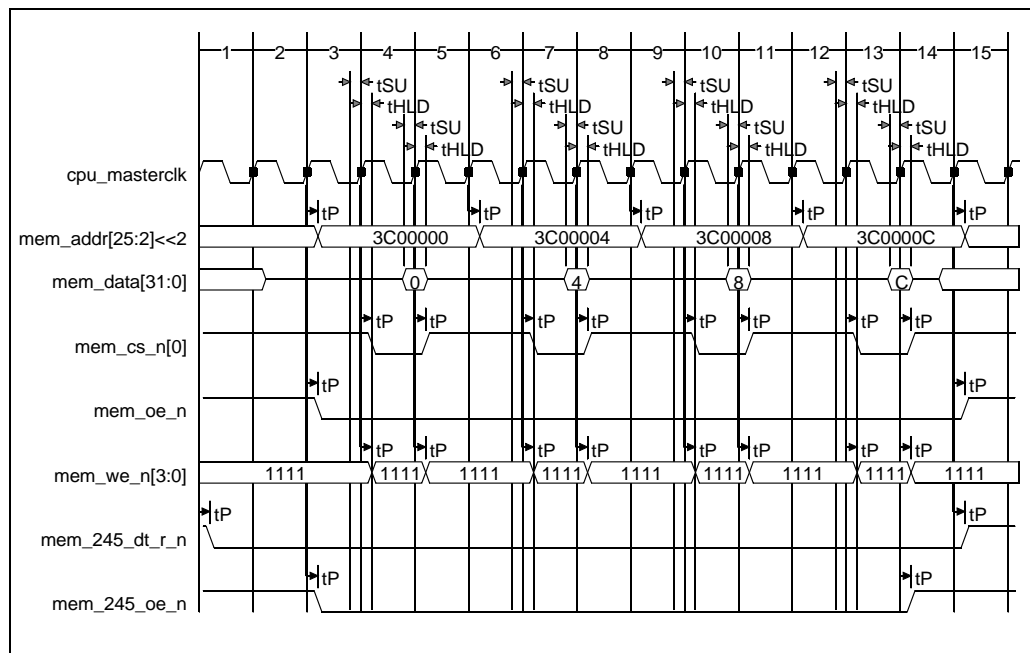 1 2 3 4 5 6 7 8 9 10 11 12 13 14 15
tSU tSU tSU tSU
tHLD tHLD tHLD tHLD
tSU tSU tSU tSU
tHLD tHLD tHLD tHLD
cpu_masterclk
tP tP tP tP tP
mem_addr[25:2]<<2 3C00000 3C00004 3C00008 3C0000C
mem_data[31:0] 0 4 8 C
tP tP tP tP tP tP tP tP
mem_cs_n[0]
tP tP
mem_oe_n
tP tP tP tP tP tP tP tP
mem_we_n[3:0] 1111 1111 1111 1111 1111 1111 1111 1111 1111
tP tP
mem_245_dt_r_n
tP tP
mem_245_oe_n